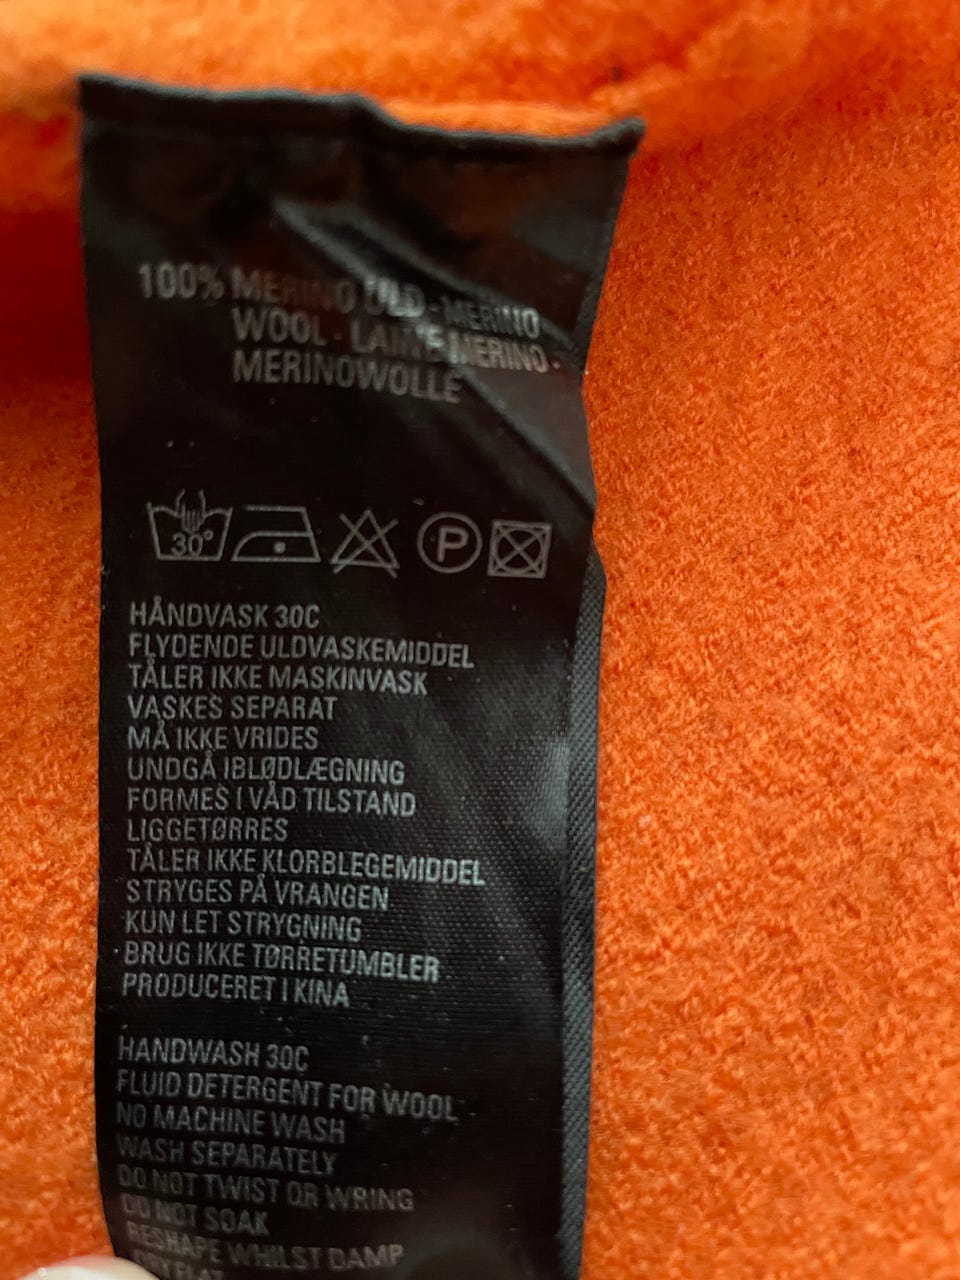 100% MERINO ULD - MERINO
WOOL - LAINE MERINO -
MERINOWOLLE
30°
P
HÅNDVASK 30C
FLYDENDE ULDVASKEMIDDEL
TÅLER IKKE MASKINVASK
VASKES SEPARAT
MÅ IKKE VRIDES
UNDGÅ IBLØDLÆGNING
FORMES I VÅD TILSTAND
LIGGETØRRES
TÅLER IKKE KLORBLEGEMIDDEL
STRYGES PÅ VRANGEN
KUN LET STRYGNING
BRUG IKKE TØRRETUMBLER
PRODUCERET I KINA
HANDWASH 30C
FLUID DETERGENT FOR WOOL
NO MACHINE WASH
WASH SEPARATELY
DO NOT TWIST OR WRING
DO NOT SOAK
RESHAPE WHILST DAMP
FLAT